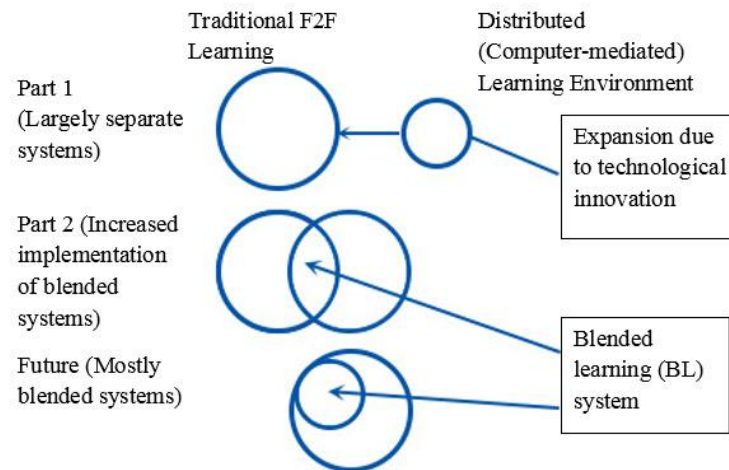 Traditional F2F
Learning
Distributed
(Computer-mediated)
Learning Environment
Part 1
(Largely separate
systems)
Expansion due
to technological
innovation
Part 2 (Increased
implementation
of blended
systems)
Future (Mostly
blended systems)
Blended
learning (BL)
system